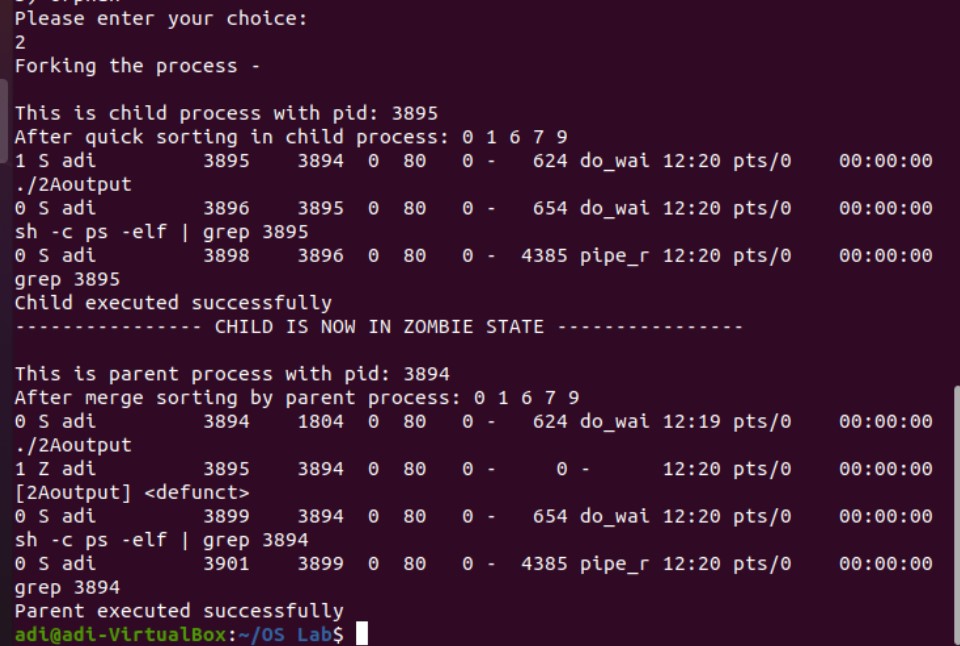 Please enter your choice:
2
Forking the process -
This is child process with pid: 3895
After quick sorting in child process: 0 1 6 7 9
1 S adi 3895 3894 0 80 0 - 624 do_wai 12:20 pts/0 00:00:00
./2Aoutput
0 S adi 3896 3895 0 80 0 - 654 do_wai 12:20 pts/0 00:00:00
sh -c ps -elf | grep 3895
0 S adi 3898 3896 0 80 0 - 4385 pipe_r 12:20 pts/0 00:00:00
grep 3895
Child executed successfully
---------------- CHILD IS NOW IN ZOMBIE STATE ----------------
This is parent process with pid: 3894
After merge sorting by parent process: 0 1 6 7 9
0 S adi 3894 1804 0 80 0 - 624 do_wai 12:19 pts/0 00:00:00
./2Aoutput
1 Z adi 3895 3894 0 80 0 - 0 - 12:20 pts/0 00:00:00
[2Aoutput] <defunct>
0 S adi 3899 3894 0 80 0 - 654 do_wai 12:20 pts/0 00:00:00
sh -c ps -elf | grep 3894
0 S adi 3901 3899 0 80 0 - 4385 pipe_r 12:20 pts/0 00:00:00
grep 3894
Parent executed successfully
adi@adi-VirtualBox:~/OS Lab$